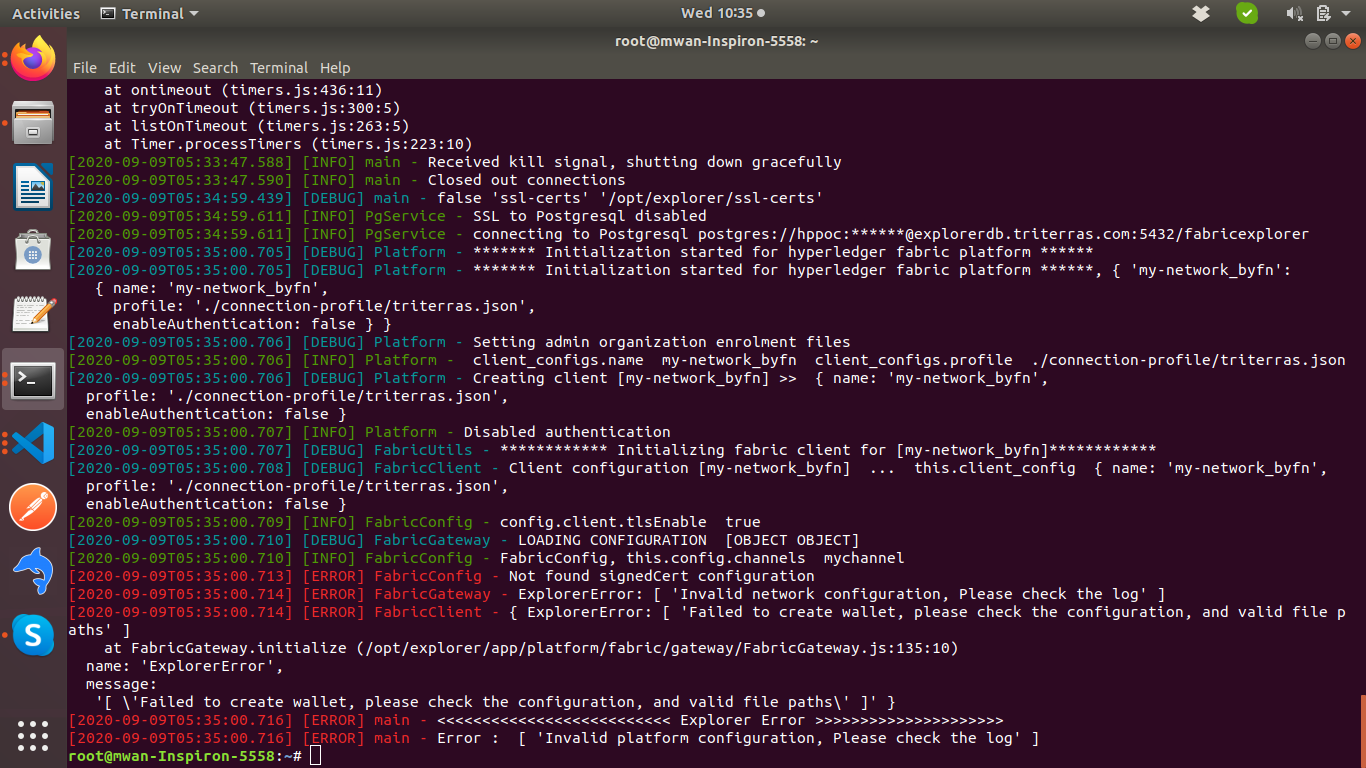 Activities Terminal Wed 10:35
root@mwan-Inspiron-5558: ~
File Edit View Search Terminal Help
at ontimeout (timers.js:436:11)
at tryOnTimeout (timers.js:300:5)
at listOnTimeout (timers.js:263:5)
at Timer.processTimers (timers.js:223:10)
[2020-09-09T05:33:47.588] [INFO] main - Received kill signal, shutting down gracefully
[2020-09-09T05:33:47.590] [INFO] main - Closed out connections
[2020-09-09T05:34:59.439] [DEBUG] main - false 'ssl-certs' '/opt/explorer/ssl-certs'
[2020-09-09T05:34:59.611] [INFO] PgService - SSL to Postgresql disabled
[2020-09-09T05:34:59.611] [INFO] PgService - connecting to Postgresql postgres://hppoc:******@explorerdb.triterras.com:5432/fabricexplorer
[2020-09-09T05:35:00.705] [DEBUG] Platform - ******* Initialization started for hyperledger fabric platform ******
[2020-09-09T05:35:00.705] [DEBUG] Platform - ******* Initialization started for hyperledger fabric platform ******, { 'my-network_byfn':
{ name: 'my-network_byfn',
profile: './connection-profile/triterras.json',
enableAuthentication: false } }
[2020-09-09T05:35:00.706] [DEBUG] Platform - Setting admin organization enrolment files
[2020-09-09T05:35:00.706] [INFO] Platform - client_configs.name my-network_byfn client_configs.profile ./connection-profile/triterras.json
[2020-09-09T05:35:00.706] [DEBUG] Platform - Creating client [my-network_byfn] >> { name: 'my-network_byfn',
profile: './connection-profile/triterras.json',
enableAuthentication: false }
[2020-09-09T05:35:00.707] [INFO] Platform - Disabled authentication
[2020-09-09T05:35:00.707] [DEBUG] FabricUtils - ************ Initializing fabric client for [my-network_byfn]************
[2020-09-09T05:35:00.708] [DEBUG] FabricClient - Client configuration [my-network_byfn] ... this.client_config { name: 'my-network_byfn',
profile: './connection-profile/triterras.json',
enableAuthentication: false }
[2020-09-09T05:35:00.709] [INFO] FabricConfig - config.client.tlsEnable true
[2020-09-09T05:35:00.710] [DEBUG] FabricGateway - LOADING CONFIGURATION [OBJECT OBJECT]
[2020-09-09T05:35:00.710] [INFO] FabricConfig - FabricConfig, this.config.channels mychannel
[2020-09-09T05:35:00.713] [ERROR] FabricConfig - Not found signedCert configuration
[2020-09-09T05:35:00.714] [ERROR] FabricGateway - ExplorerError: [ 'Invalid network configuration, Please check the log' ]
[2020-09-09T05:35:00.714] [ERROR] FabricClient - { ExplorerError: [ 'Failed to create wallet, please check the configuration, and valid file p
aths' ]
at FabricGateway.initialize (/opt/explorer/app/platform/fabric/gateway/FabricGateway.js:135:10)
name: 'ExplorerError',
message:
'[ \'Failed to create wallet, please check the configuration, and valid file paths\' ]' }
[2020-09-09T05:35:00.716] [ERROR] main - <<<<<<<<<<<<<<<<<<<<<<<<<< Explorer Error >>>>>>>>>>>>>>>>>>>>>
[2020-09-09T05:35:00.716] [ERROR] main - Error : [ 'Invalid platform configuration, Please check the log' ]
root@mwan-Inspiron-5558:~#